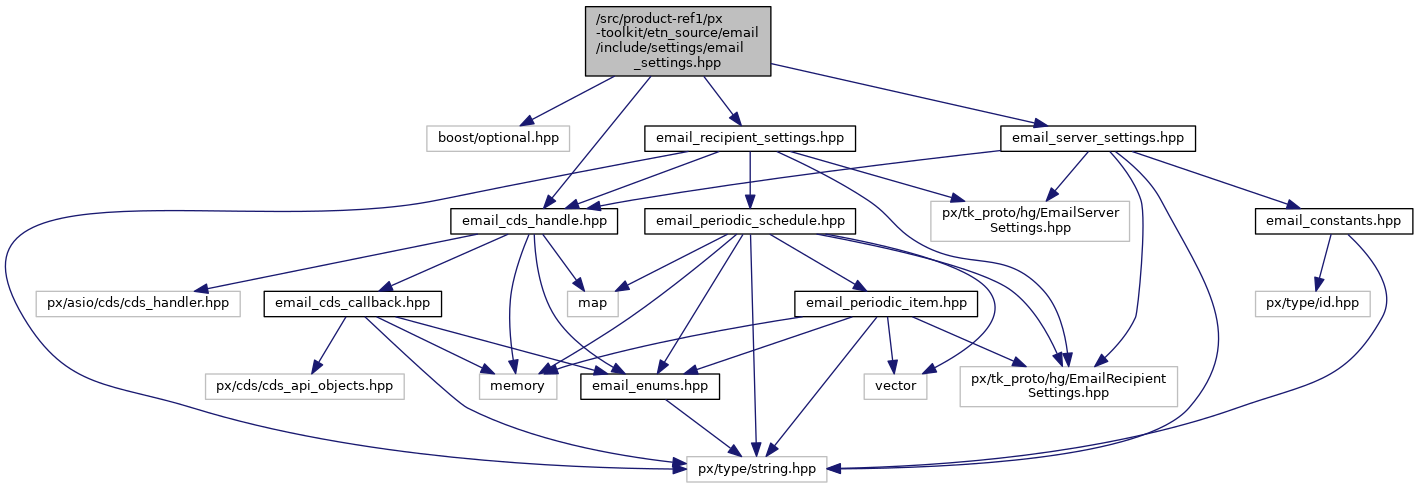 /src/product-ref1/px
-toolkit/etn_source/email
/include/settings/email
_settings.hpp
boost/optional.hpp
email_recipient_settings.hpp
email_server_settings.hpp
email_cds_handle.hpp
email_periodic_schedule.hpp
px/tk_proto/hg/EmailServer
Settings.hpp
email_constants.hpp
px/asio/cds/cds_handler.hpp
email_cds_callback.hpp
map
email_periodic_item.hpp
px/type/id.hpp
px/cds/cds_api_objects.hpp
memory
email_enums.hpp
vector
px/tk_proto/hg/EmailRecipient
Settings.hpp
px/type/string.hpp